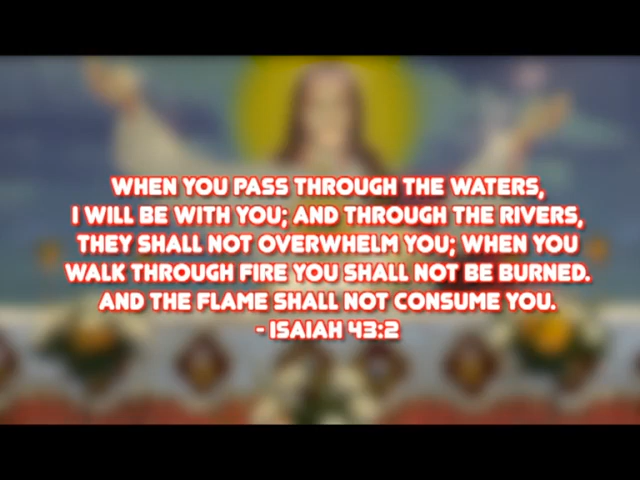 WHEN YOU PASS THROUGH THE WATERS,
I WILL BE WITH YOU; AND THROUGH THE RIVERS,
THEY SHALL NOT OVERWHELM YOU; WHEN YOU
WALK THROUGH FIRE YOU SHALL NOT BE BURNED.
AND THE FLAME SHALL NOT CONSUME YOU.
- ISAIAH 43:2